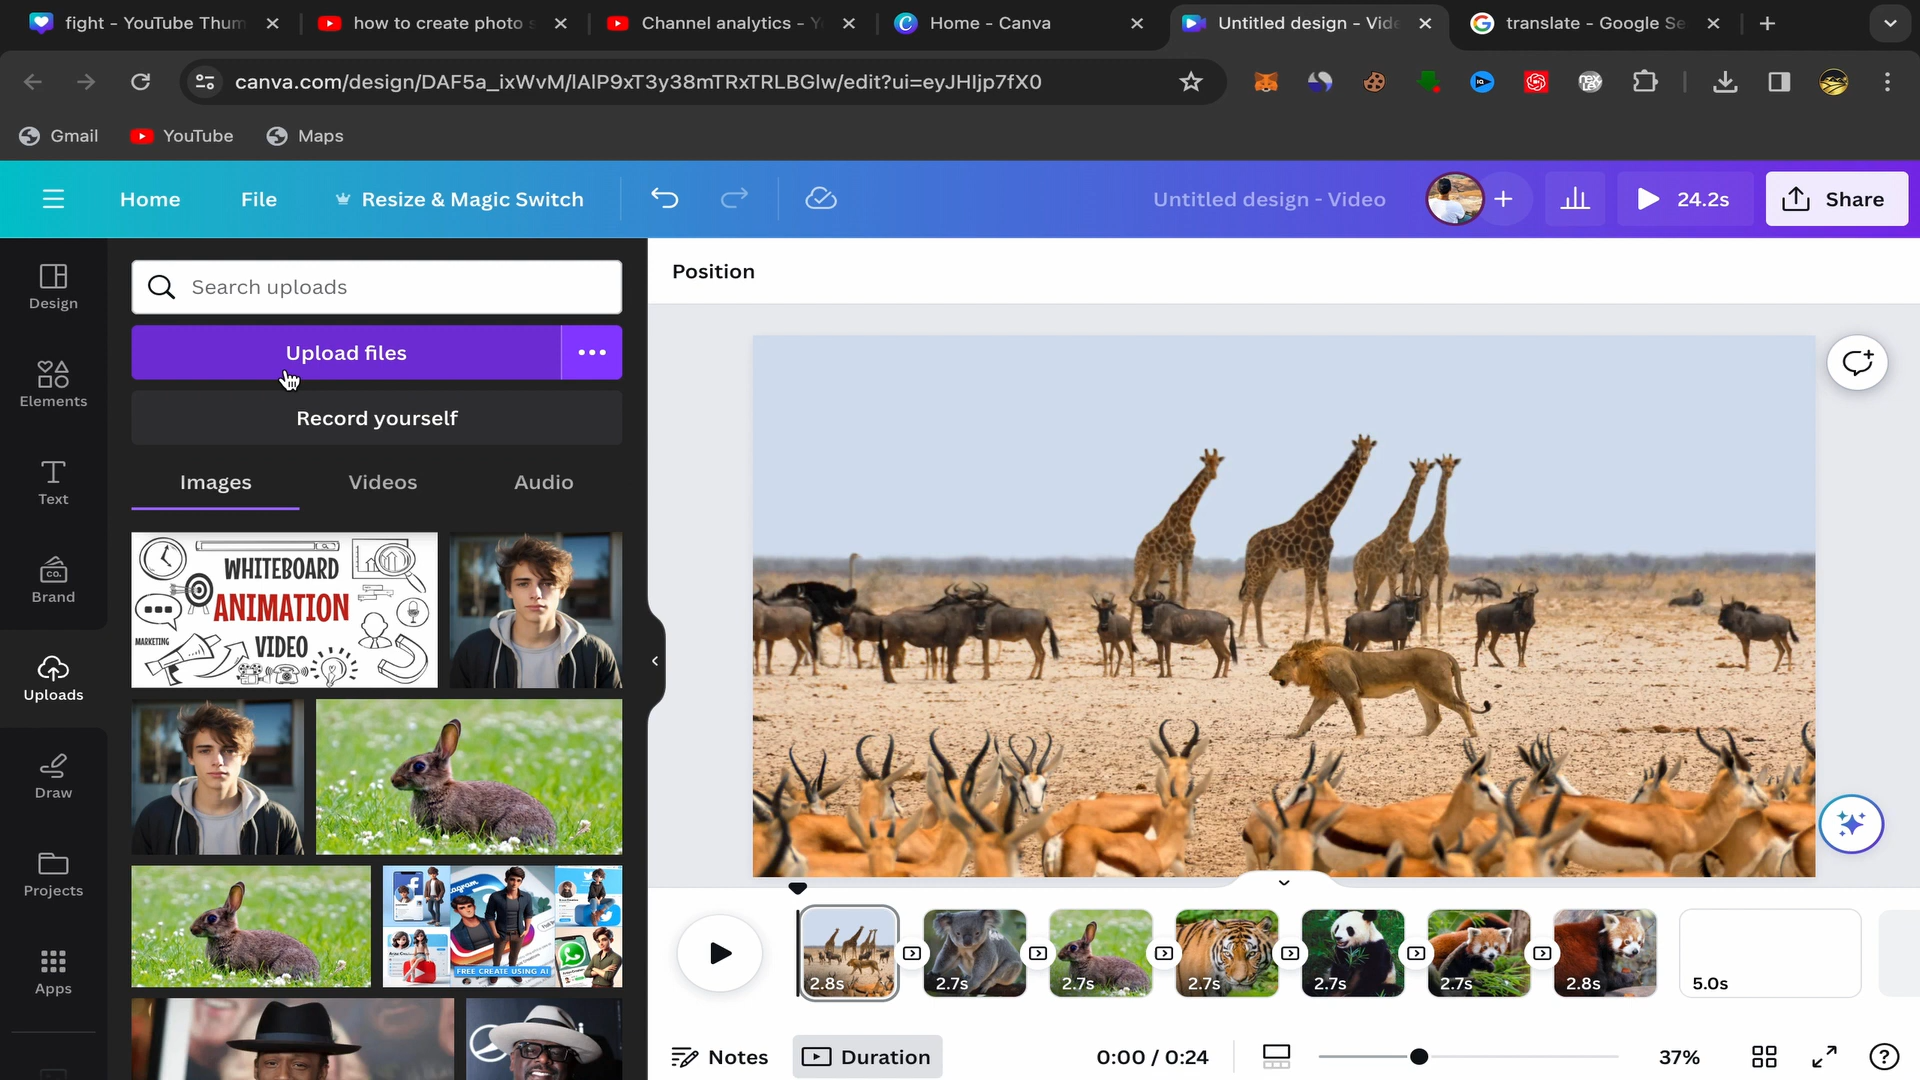 fight - YouTube Thum
how to create photo s
Channel analytics - Y
Home - Canva
Untitled design - Vide
translate - Google Se
canva.com/design/DAF5a_ixWvM/lAlP9xT3y38mTRxTRLBGlw/edit?ui=eyJHIjp7fX0
Gmail
YouTube
Maps
Home
File
Resize & Magic Switch
Untitled design - Video
24.2s
Share
Design
Elements
Text
CO.
Brand
Uploads
Draw
Projects
Apps
Search uploads
Upload files
Record yourself
Images
Videos
Audio
WHITEBOARD
ANIMATION
VIDEO
MARKETING
FREE CREATE USING AI
Position
2.8s
2.7s
2.7s
2.7s
2.7s
2.7s
2.8s
5.0s
Notes
Duration
0:00 / 0:24
37%